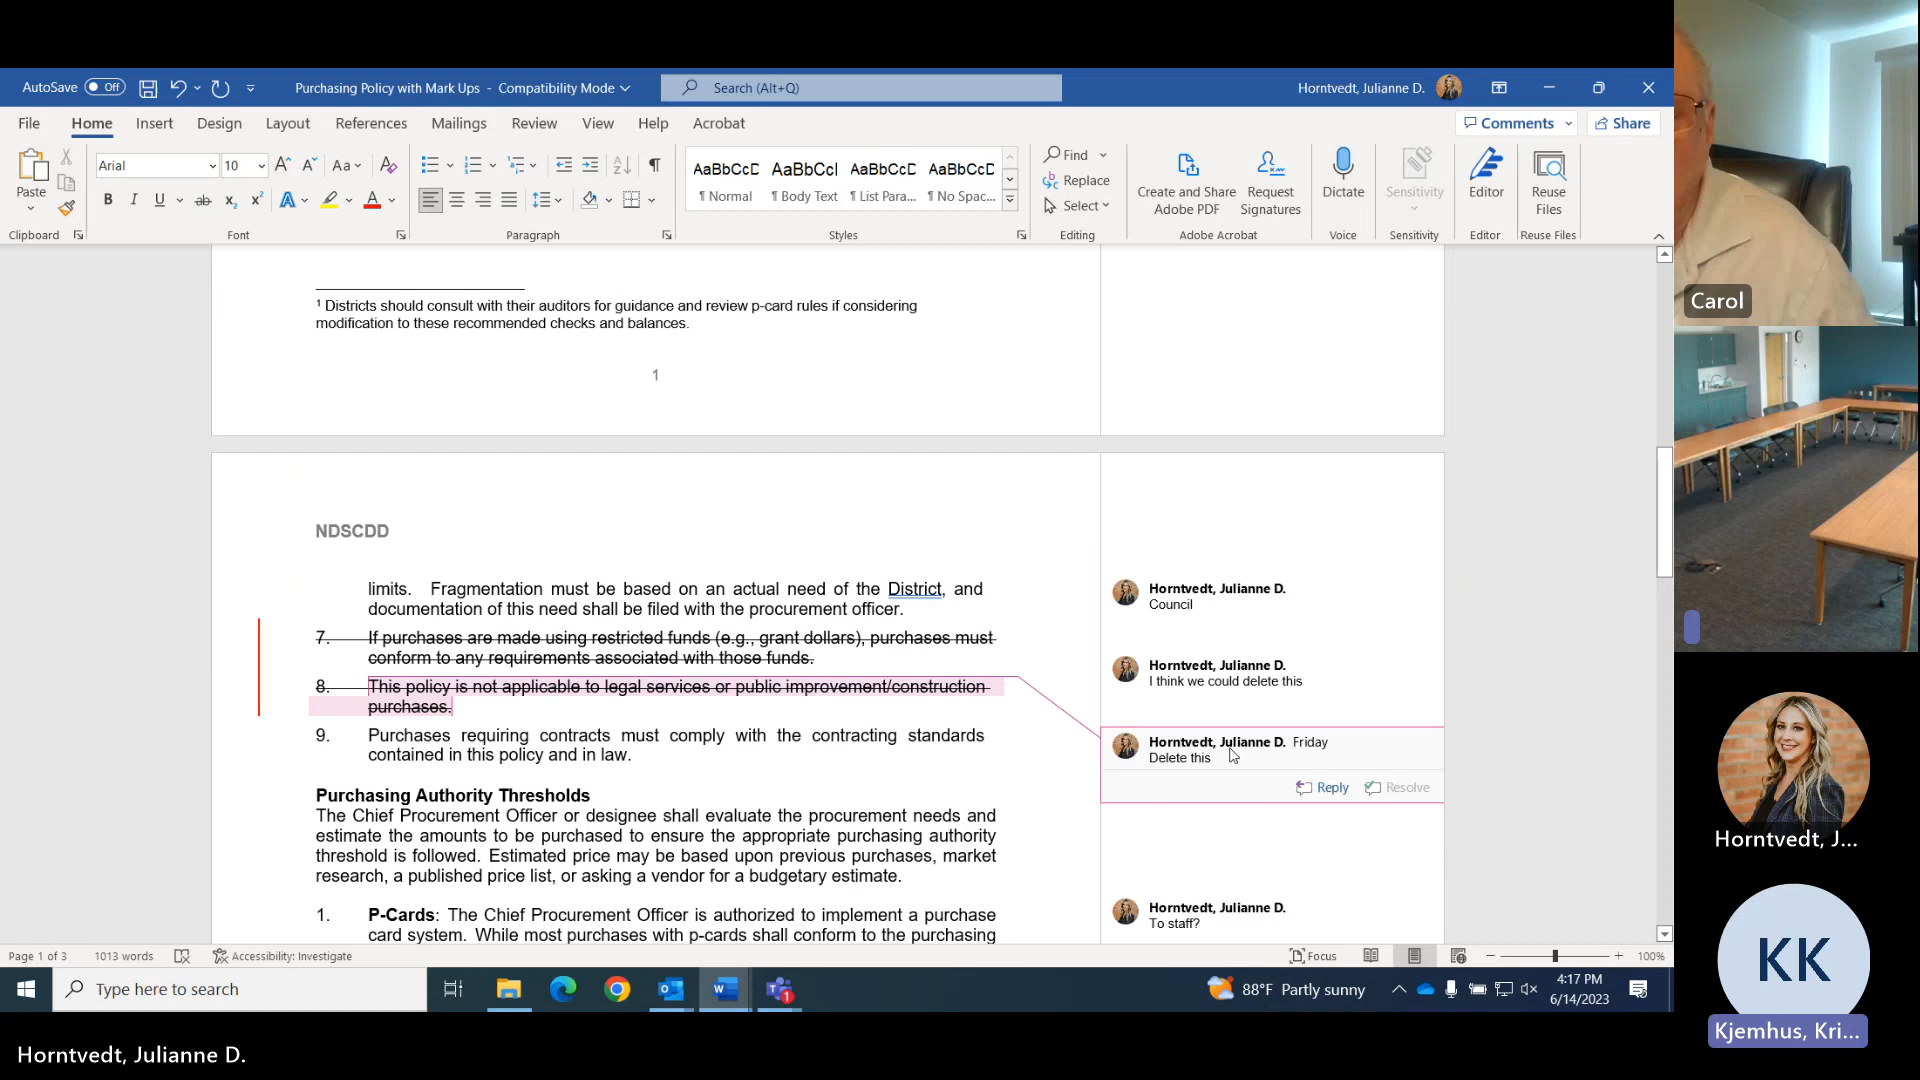 AutoSave Off
Purchasing Policy with Mark Ups - Compatibility Mode
Search (Alt+Q)
Horntvedt, Julianne D.
File Home Insert Design Layout References Mailings Review View Help Acrobat
Comments Share
Paste
Arial 10
Aa
B I U ab x₂ x² A A
AaBbCcD AaBbCcI AaBbCcD AaBbCcD
¶ Normal ¶ Body Text ¶ List Para... ¶ No Spac...
Find
Replace
Select
Create and Share
Adobe PDF
Request
Signatures
Dictate
Sensitivity
Editor
Reuse
Files
Clipboard Font Paragraph Styles Editing Adobe Acrobat Voice Sensitivity Editor Reuse Files
1 Districts should consult with their auditors for guidance and review p-card rules if considering
modification to these recommended checks and balances.
1
NDSCDD
limits. Fragmentation must be based on an actual need of the District, and
documentation of this need shall be filed with the procurement officer.
7. If purchases are made using restricted funds (e.g., grant dollars), purchases must
conform to any requirements associated with those funds.
8. This policy is not applicable to legal services or public improvement/construction
purchases.
9. Purchases requiring contracts must comply with the contracting standards
contained in this policy and in law.
Purchasing Authority Thresholds
The Chief Procurement Officer or designee shall evaluate the procurement needs and
estimate the amounts to be purchased to ensure the appropriate purchasing authority
threshold is followed. Estimated price may be based upon previous purchases, market
research, a published price list, or asking a vendor for a budgetary estimate.
1. P-Cards: The Chief Procurement Officer is authorized to implement a purchase
card system. While most purchases with p-cards shall conform to the purchasing
Horntvedt, Julianne D.
Council
Horntvedt, Julianne D.
I think we could delete this
Horntvedt, Julianne D. Friday
Delete this
Reply Resolve
Horntvedt, Julianne D.
To staff?
Page 1 of 3 1013 words Accessibility: Investigate
Focus
100%
Type here to search
88°F Partly sunny
4:17 PM
6/14/2023
Carol
Horntvedt, J...
KK
Kjemhus, Kri...
Horntvedt, Julianne D.